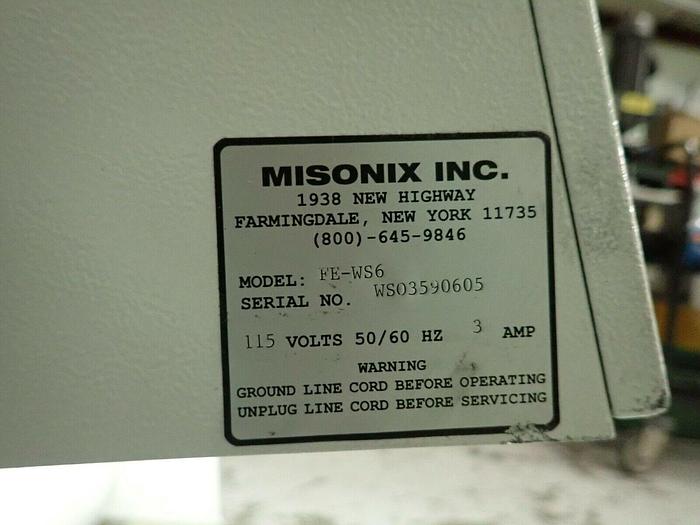 MISONIX INC.
1938 NEW HIGHWAY
FARMINGDALE, NEW YORK 11735
(800)-645-9846
MODEL: FE-WS6
SERIAL NO. WS03590605
115 VOLTS 50/60 HZ 3 AMP
WARNING
GROUND LINE CORD BEFORE OPERATING
UNPLUG LINE CORD BEFORE SERVICING